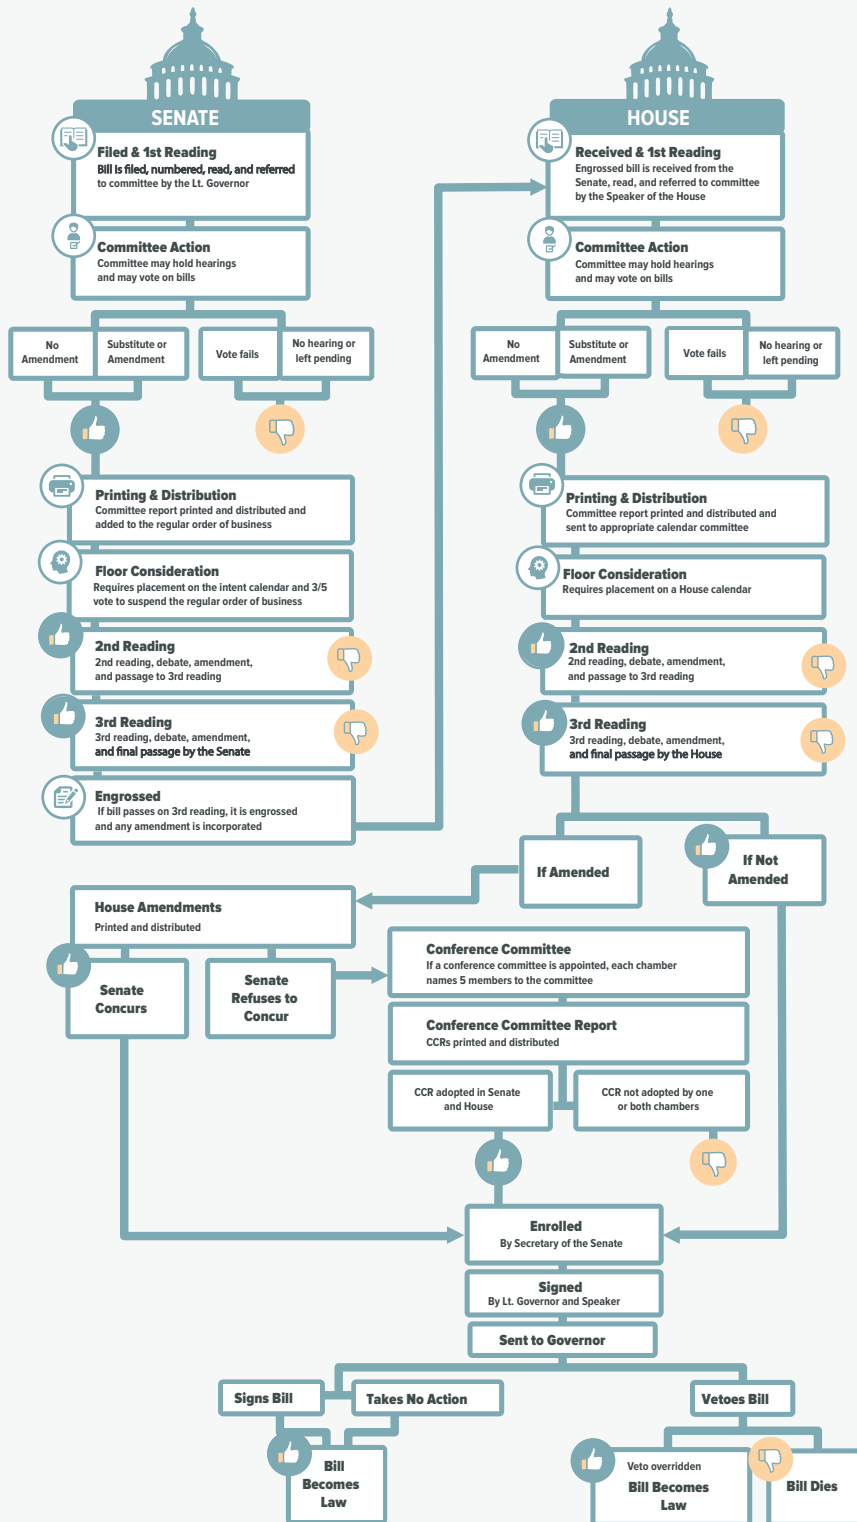 SENATE
Filed & 1st Reading
Bill is filed, numbered, read, and referred
to committee by the Lt. Governor
Committee Action
Committee may hold hearings
and may vote on bills
No
Amendment
Substitute or
Amendment
Vote fails
No hearing or
left pending
Printing & Distribution
Committee report printed and distributed and
added to the regular order of business
Floor Consideration
Requires placement on the intent calendar and 3/5
vote to suspend the regular order of business
2nd Reading
2nd reading, debate, amendment,
and passage to 3rd reading
3rd Reading
3rd reading, debate, amendment,
and final passage by the Senate
Engrossed
If bill passes on 3rd reading, it is engrossed
and any amendment is incorporated
HOUSE
Received & 1st Reading
Engrossed bill is received from the
Senate, read, and referred to committee
by the Speaker of the House
Committee Action
Committee may hold hearings
and may vote on bills
No
Amendment
Substitute or
Amendment
Vote fails
No hearing or
left pending
Printing & Distribution
Committee report printed and distributed and
sent to appropriate calendar committee
Floor Consideration
Requires placement on a House calendar
2nd Reading
2nd reading, debate, amendment,
and passage to 3rd reading
3rd Reading
3rd reading, debate, amendment,
and final passage by the House
If Amended
If Not
Amended
House Amendments
Printed and distributed
Senate
Concurs
Senate
Refuses to
Concur
Conference Committee
If a conference committee is appointed, each chamber
names 5 members to the committee
Conference Committee Report
CCRs printed and distributed
CCR adopted in Senate
and House
CCR not adopted by one
or both chambers
Enrolled
By Secretary of the Senate
Signed
By Lt. Governor and Speaker
Sent to Governor
Signs Bill
Takes No Action
Vetoes Bill
Bill
Becomes
Law
Veto overridden
Bill Becomes
Law
Bill Dies